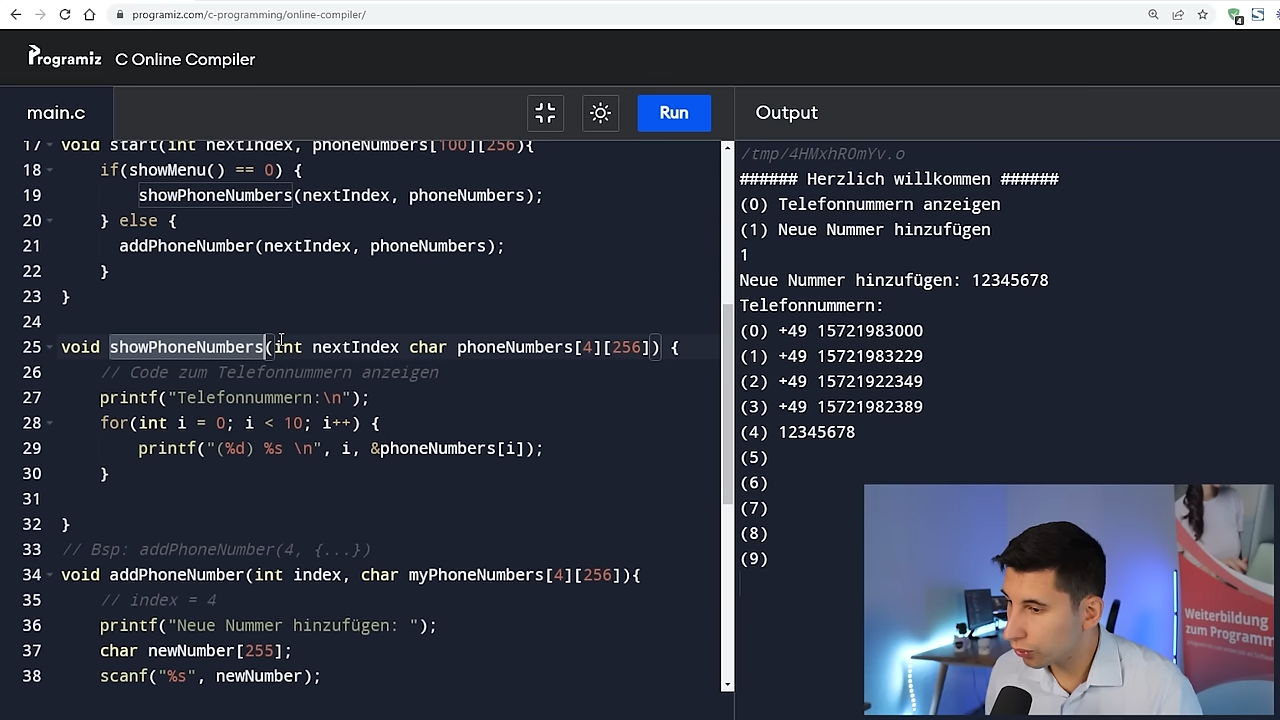 programiz.com/c-programming/online-compiler/
4
Programiz
C Online Compiler
main.c
Run
Output
17 void start(int nextIndex, phoneNumbers[100][256){
18 if(showMenu() == 0) {
19 showPhoneNumbers(nextIndex, phoneNumbers);
20 } else {
21 addPhoneNumber(nextIndex, phoneNumbers);
22 }
23 }
24
25 void showPhoneNumbers(int nextIndex char phoneNumbers[4][256]) {
26 // Code zum Telefonnummern anzeigen
27 printf("Telefonnummern:\n");
28 for(int i = 0; i < 10; i++) {
29 printf("(%d) %s \n", i, &phoneNumbers[i]);
30 }
31
32 }
33 // Bsp: addPhoneNumber(4, {...})
34 void addPhoneNumber(int index, char myPhoneNumbers[4][256]){
35 // index = 4
36 printf("Neue Nummer hinzufügen: ");
37 char newNumber[255];
38 scanf("%s", newNumber);
/tmp/4HMxhR0mYv.o
###### Herzlich willkommen ######
(0) Telefonnummern anzeigen
(1) Neue Nummer hinzufügen
1
Neue Nummer hinzufügen: 12345678
Telefonnummern:
(0) +49 15721983000
(1) +49 15721983229
(2) +49 15721922349
(3) +49 15721982389
(4) 12345678
(5)
(6)
(7)
(8)
(9)
Weiterbildung
zum Programm